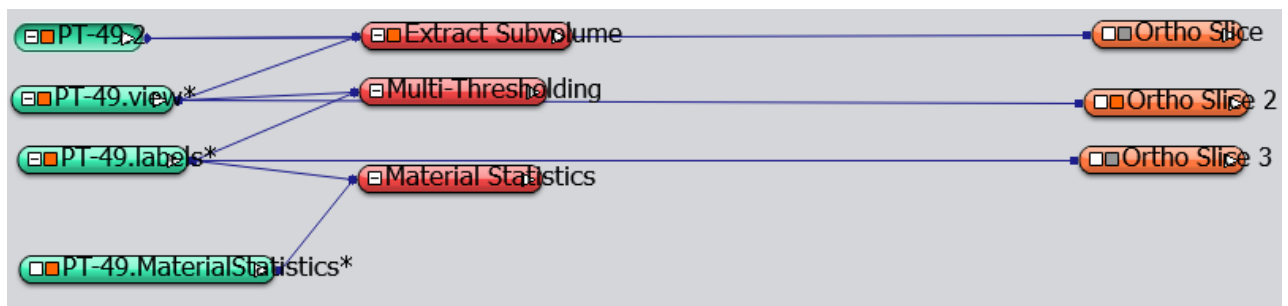 PT-49.2
Extract Subvolume
Ortho Slice
PT-49.view*
Multi-Thresholding
Ortho Slice 2
PT-49.labels*
Material Statistics
Ortho Slice 3
PT-49.MaterialStatistics*